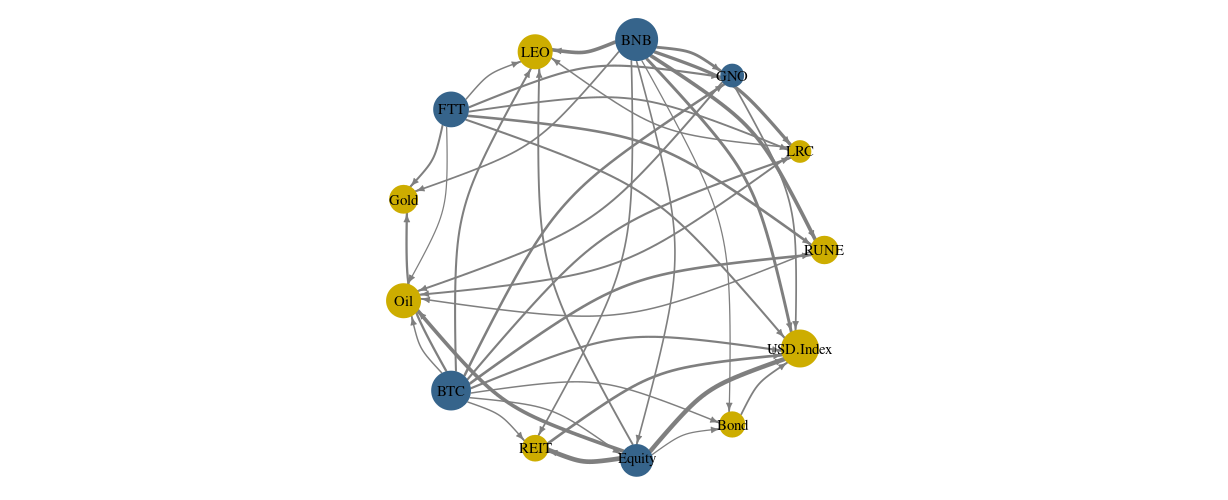 BNB
LEO
GNO
FTT
LRC
Gold
RUNE
Oil
USD.Index
BTC
Bond
REIT
Equity